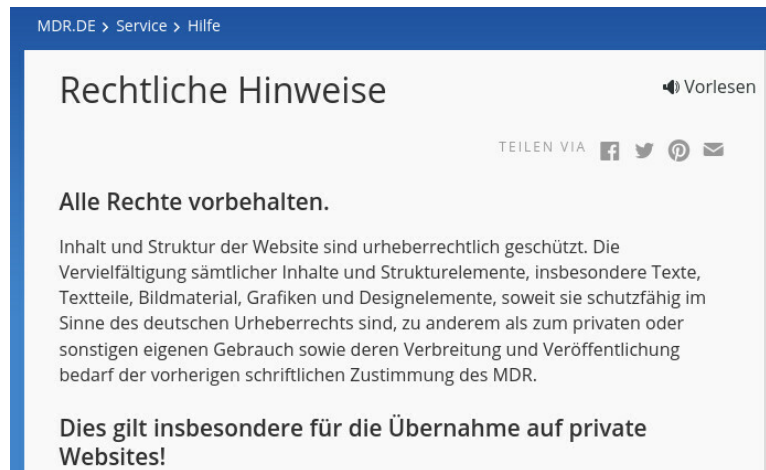 MDR.DE > Service > Hilfe
Rechtliche Hinweise
Vorlesen
TEILEN VIA
Alle Rechte vorbehalten.
Inhalt und Struktur der Website sind urheberrechtlich geschützt. Die
Vervielfältigung sämtlicher Inhalte und Strukturelemente, insbesondere Texte,
Textteile, Bildmaterial, Grafiken und Designelemente, soweit sie schutzfähig im
Sinne des deutschen Urheberrechts sind, zu anderem als zum privaten oder
sonstigen eigenen Gebrauch sowie deren Verbreitung und Veröffentlichung
bedarf der vorherigen schriftlichen Zustimmung des MDR.
Dies gilt insbesondere für die Übernahme auf private
Websites!